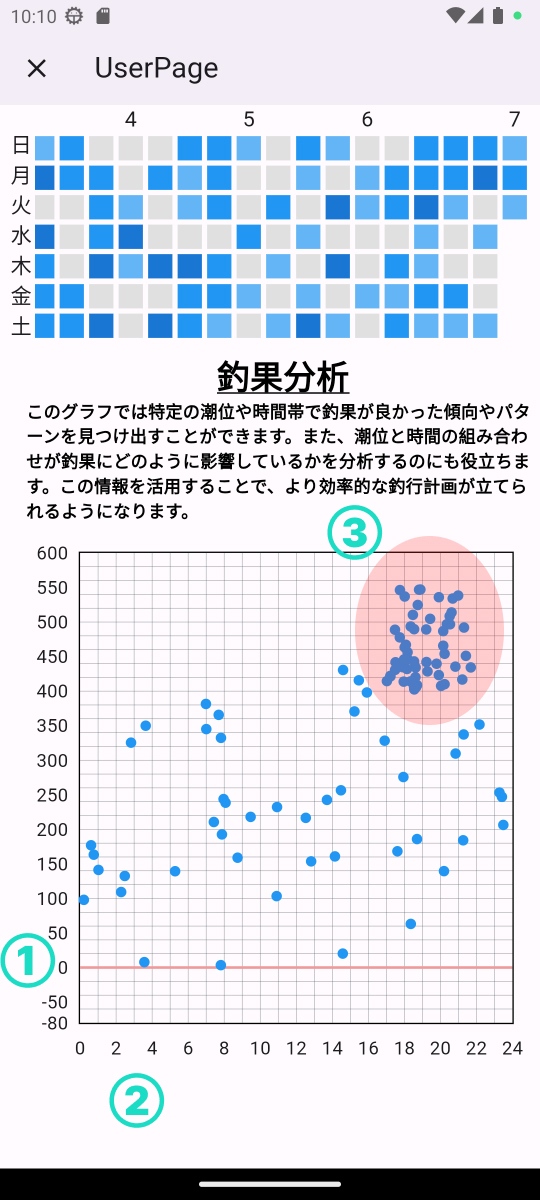 10:10
UserPage
4 5 6 7
日
月
火
水
木
金
土
釣果分析
このグラフでは特定の潮位や時間帯で釣果が良かった傾向やパタ
ーンを見つけ出すことができます。また、潮位と時間の組み合わ
せが釣果にどのように影響しているかを分析するのにも役立ちま
す。この情報を活用することで、より効率的な釣行計画が立てら
れるようになります。
③
600
550
500
450
400
350
300
250
200
150
100
50
①
0
-50
-80
0 2 4 6 8 10 12 14 16 18 20 22 24
②